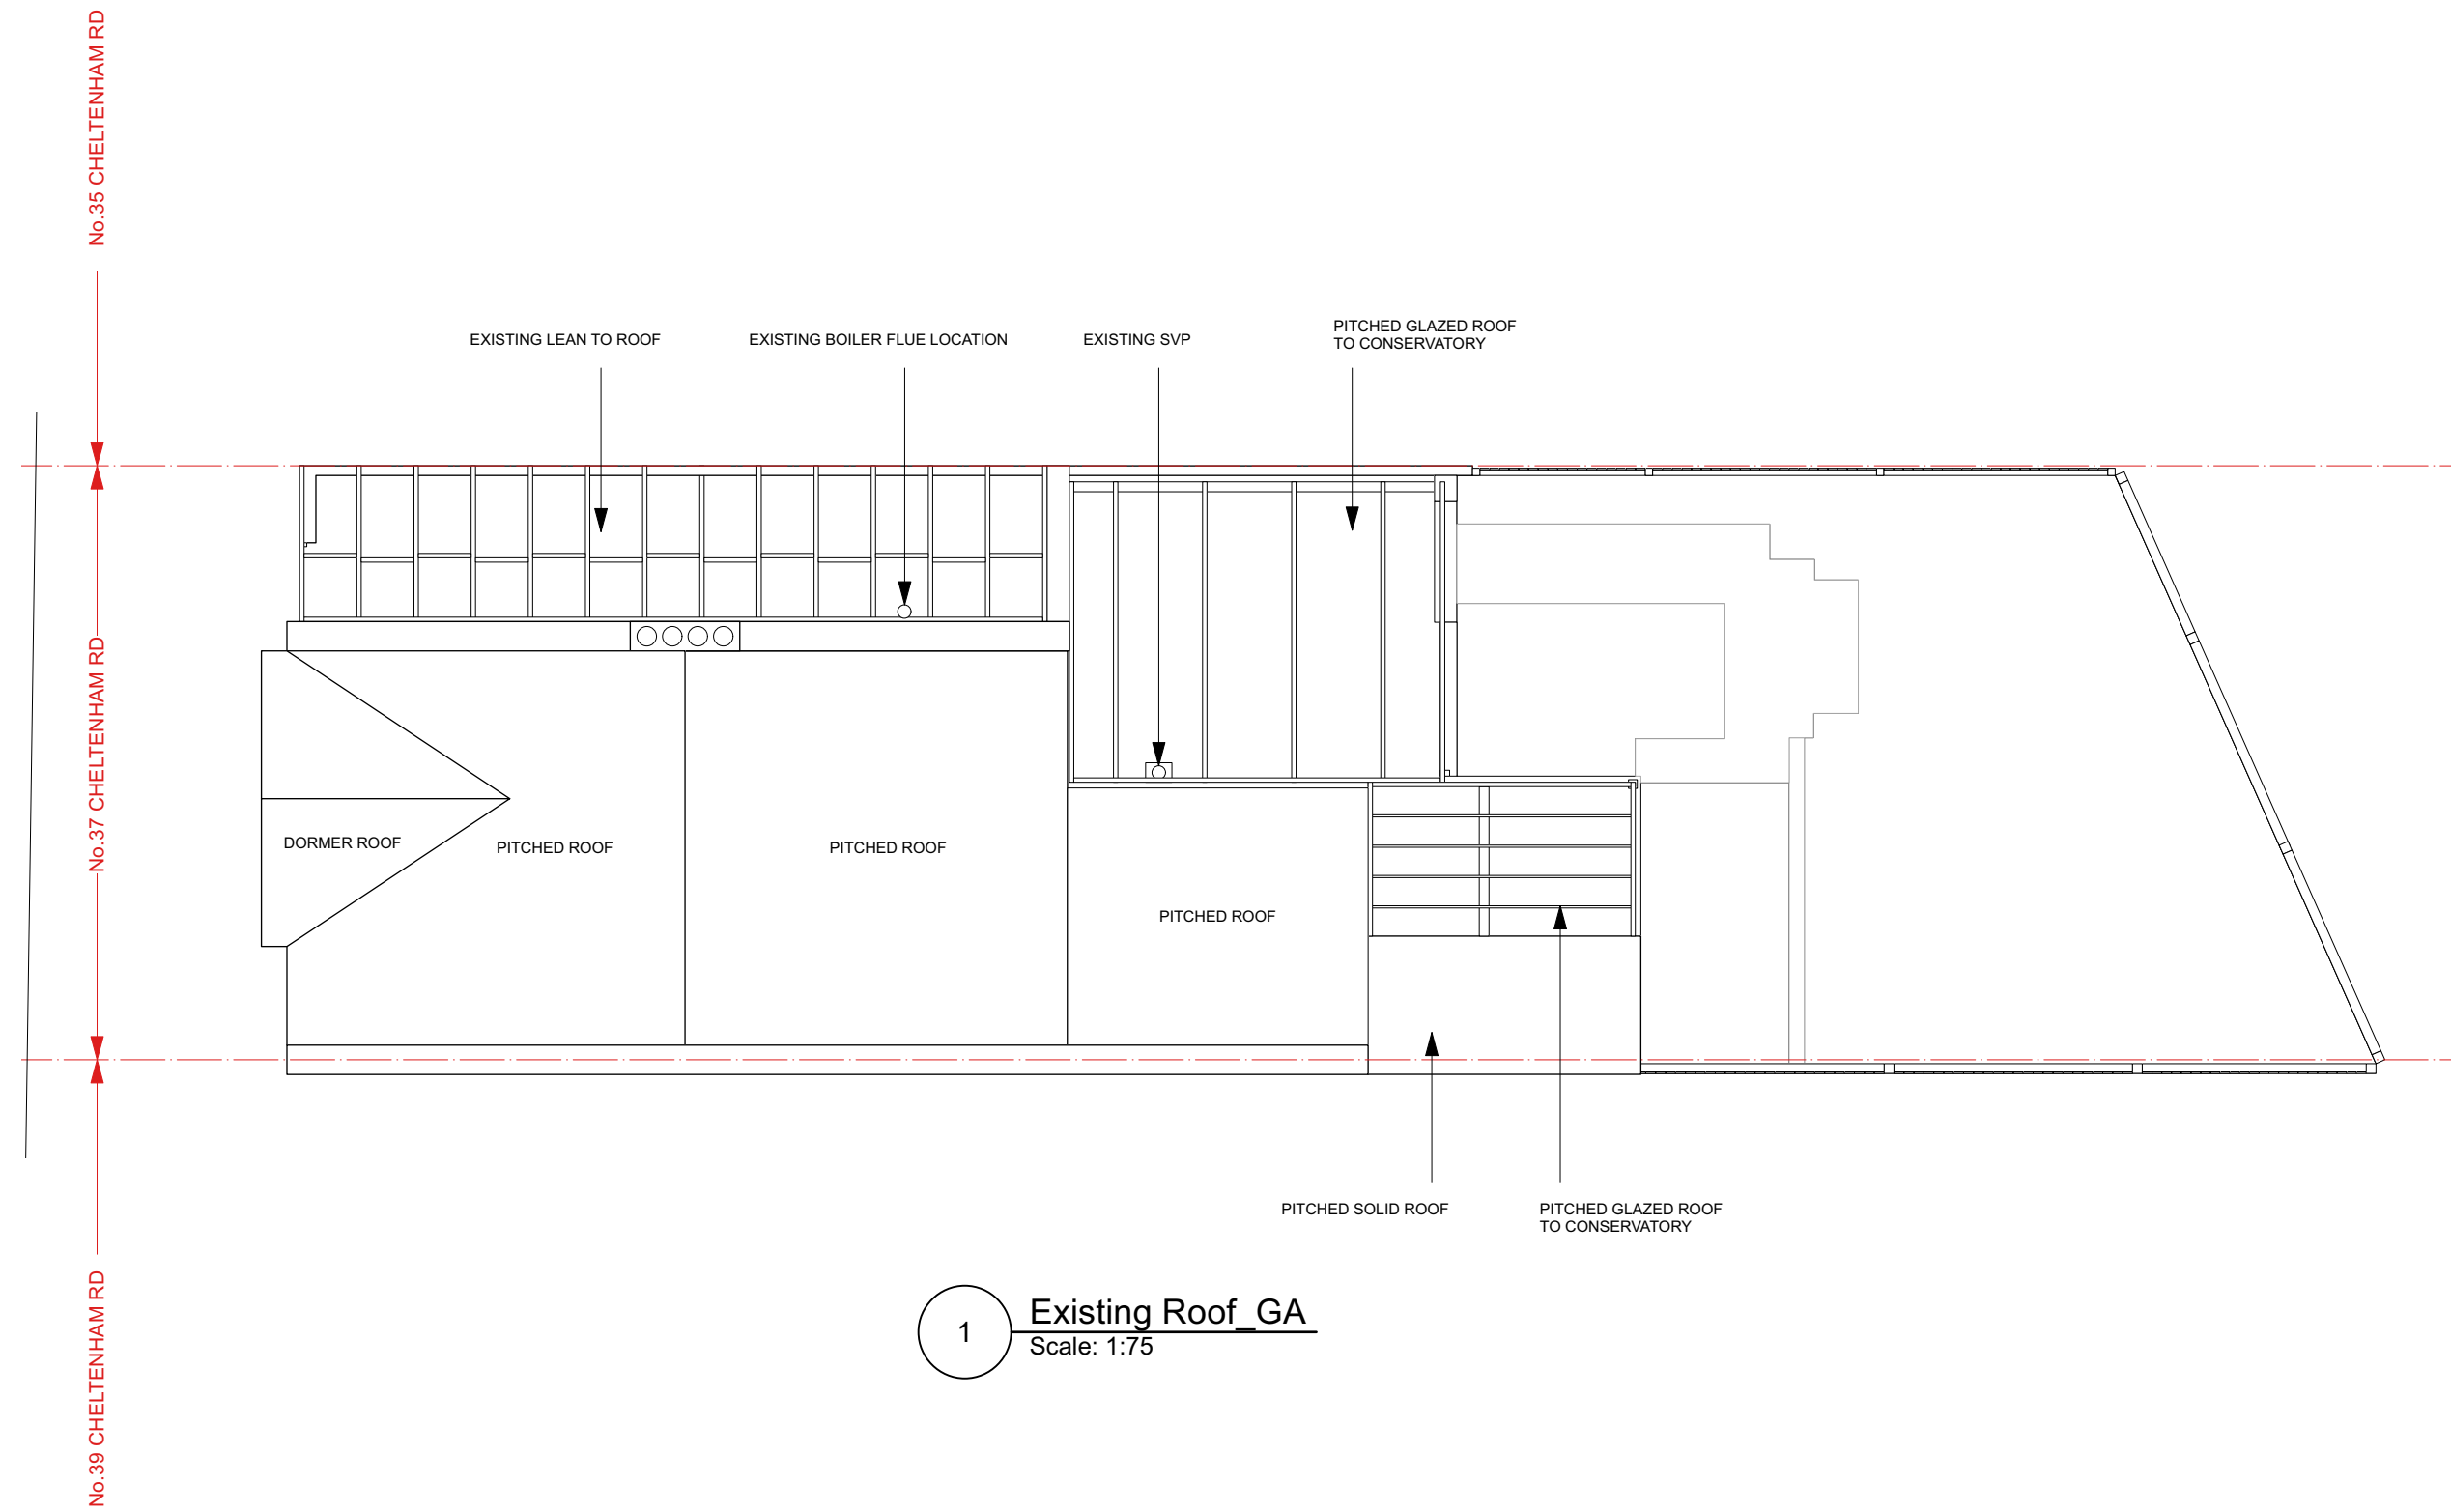 No.35 CHELTENHAM RD
EXISTING LEAN TO ROOF
EXISTING BOILER FLUE LOCATION
EXISTING SVP
PITCHED GLAZED ROOF
TO CONSERVATORY
No.37 CHELTENHAM RD
DORMER ROOF
PITCHED ROOF
PITCHED ROOF
PITCHED ROOF
PITCHED SOLID ROOF
PITCHED GLAZED ROOF
TO CONSERVATORY
No.39 CHELTENHAM RD
1
Existing Roof_GA
Scale: 1:75